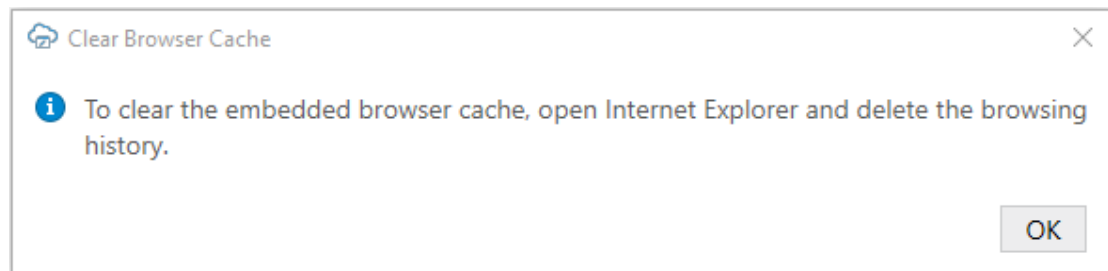 Clear Browser Cache
To clear the embedded browser cache, open Internet Explorer and delete the browsing
history.
OK